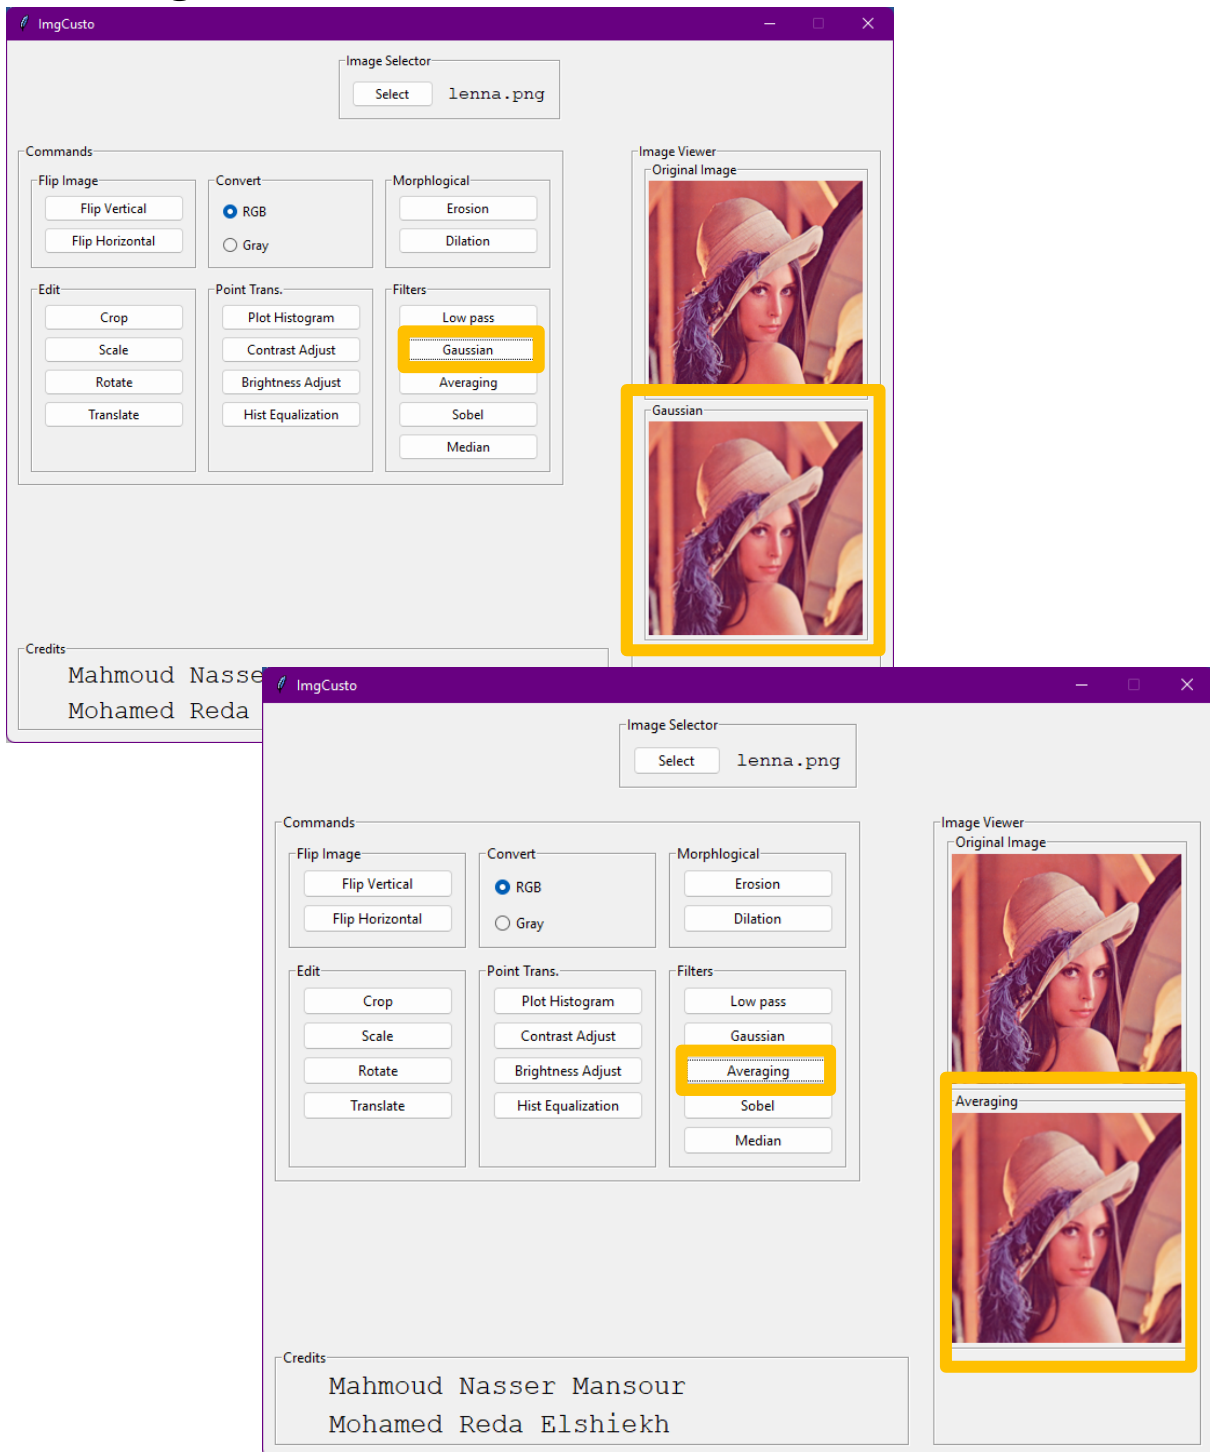 ImgCusto
Image Selector
Select lenna.png
Commands
Flip Image
Flip Vertical
Flip Horizontal
Convert
RGB
Gray
Morphlogical
Erosion
Dilation
Edit
Crop
Scale
Rotate
Translate
Point Trans.
Plot Histogram
Contrast Adjust
Brightness Adjust
Hist Equalization
Filters
Low pass
Gaussian
Averaging
Sobel
Median
Image Viewer
Original Image
Gaussian
Credits
Mahmoud Nasse
Mohamed Reda
ImgCusto
Image Selector
Select lenna.png
Commands
Flip Image
Flip Vertical
Flip Horizontal
Convert
RGB
Gray
Morphlogical
Erosion
Dilation
Edit
Crop
Scale
Rotate
Translate
Point Trans.
Plot Histogram
Contrast Adjust
Brightness Adjust
Hist Equalization
Filters
Low pass
Gaussian
Averaging
Sobel
Median
Image Viewer
Original Image
Averaging
Credits
Mahmoud Nasser Mansour
Mohamed Reda Elshiekh